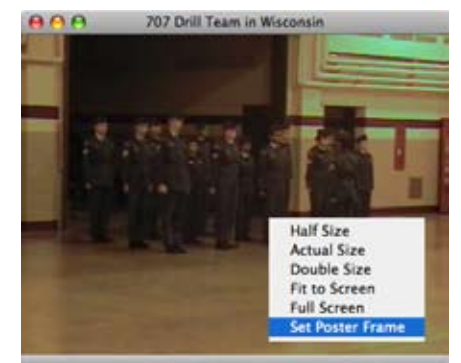 707 Drill Team in Wisconsin
Half Size
Actual Size
Double Size
Fit to Screen
Full Screen
Set Poster Frame